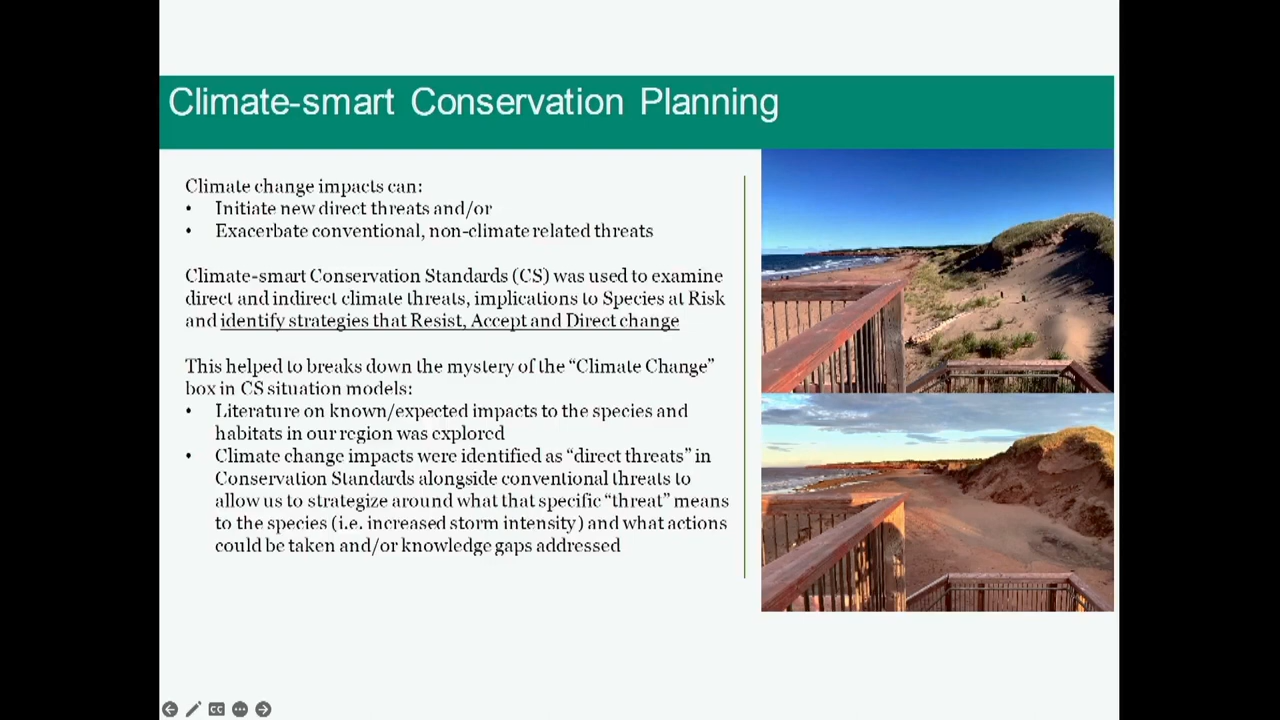 Climate-smart Conservation Planning
Climate change impacts can:
• Initiate new direct threats and/or
• Exacerbate conventional, non-climate related threats
Climate-smart Conservation Standards (CS) was used to examine
direct and indirect climate threats, implications to Species at Risk
and identify strategies that Resist, Accept and Direct change
This helped to breaks down the mystery of the “Climate Change”
box in CS situation models:
• Literature on known/expected impacts to the species and
habitats in our region was explored
• Climate change impacts were identified as “direct threats” in
Conservation Standards alongside conventional threats to
allow us to strategize around what that specific “threat” means
to the species (i.e. increased storm intensity) and what actions
could be taken and/or knowledge gaps addressed
CC